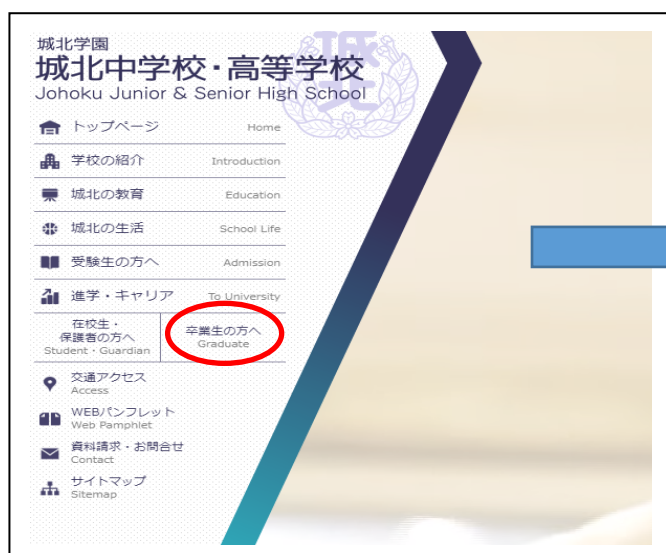 城北学園
城北中学校・高等学校
Johoku Junior & Senior High School
城北
トップページ Home
学校の紹介 Introduction
城北の教育 Education
城北の生活 School Life
受験生の方へ Admission
進学・キャリア To University
在校生・
保護者の方へ
Student・Guardian
卒業生の方へ
Graduate
交通アクセス
Access
WEBパンフレット
Web Pamphlet
資料請求・お問合せ
Contact
サイトマップ
Sitemap